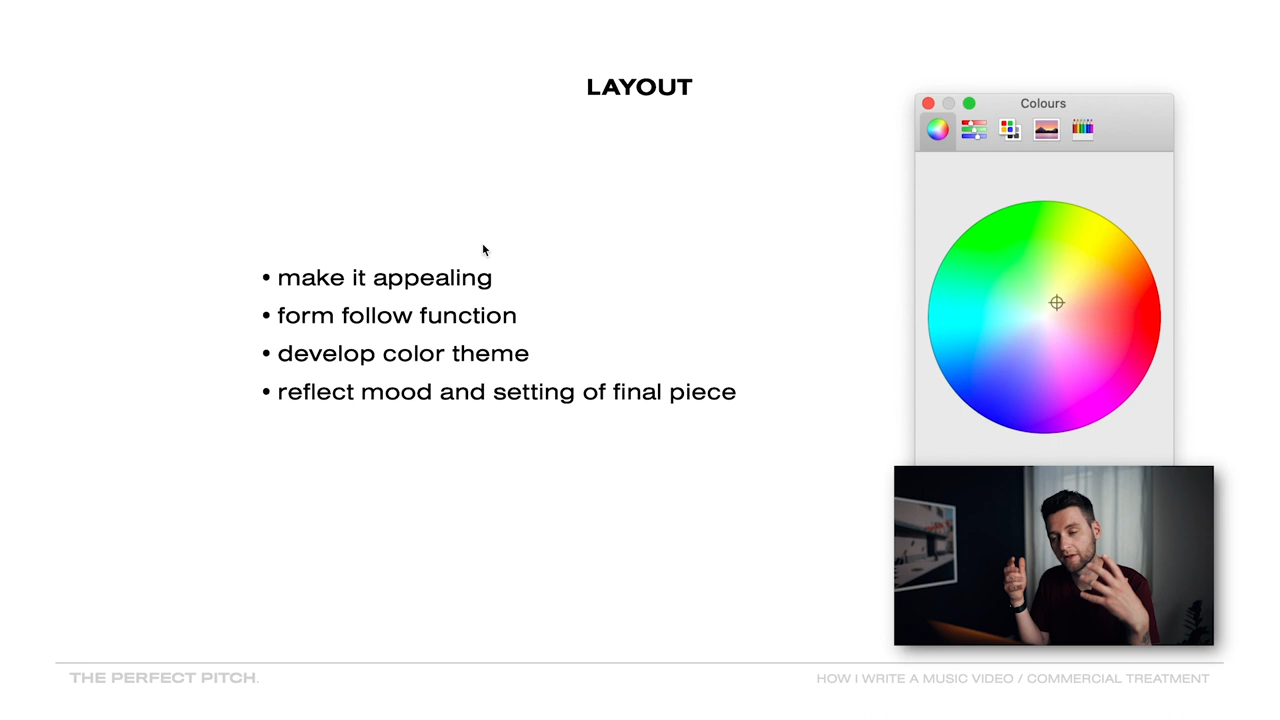 LAYOUT
Colours
• make it appealing
• form follow function
• develop color theme
• reflect mood and setting of final piece
THE PERFECT PITCH.
HOW I WRITE A MUSIC VIDEO / COMMERCIAL TREATMENT